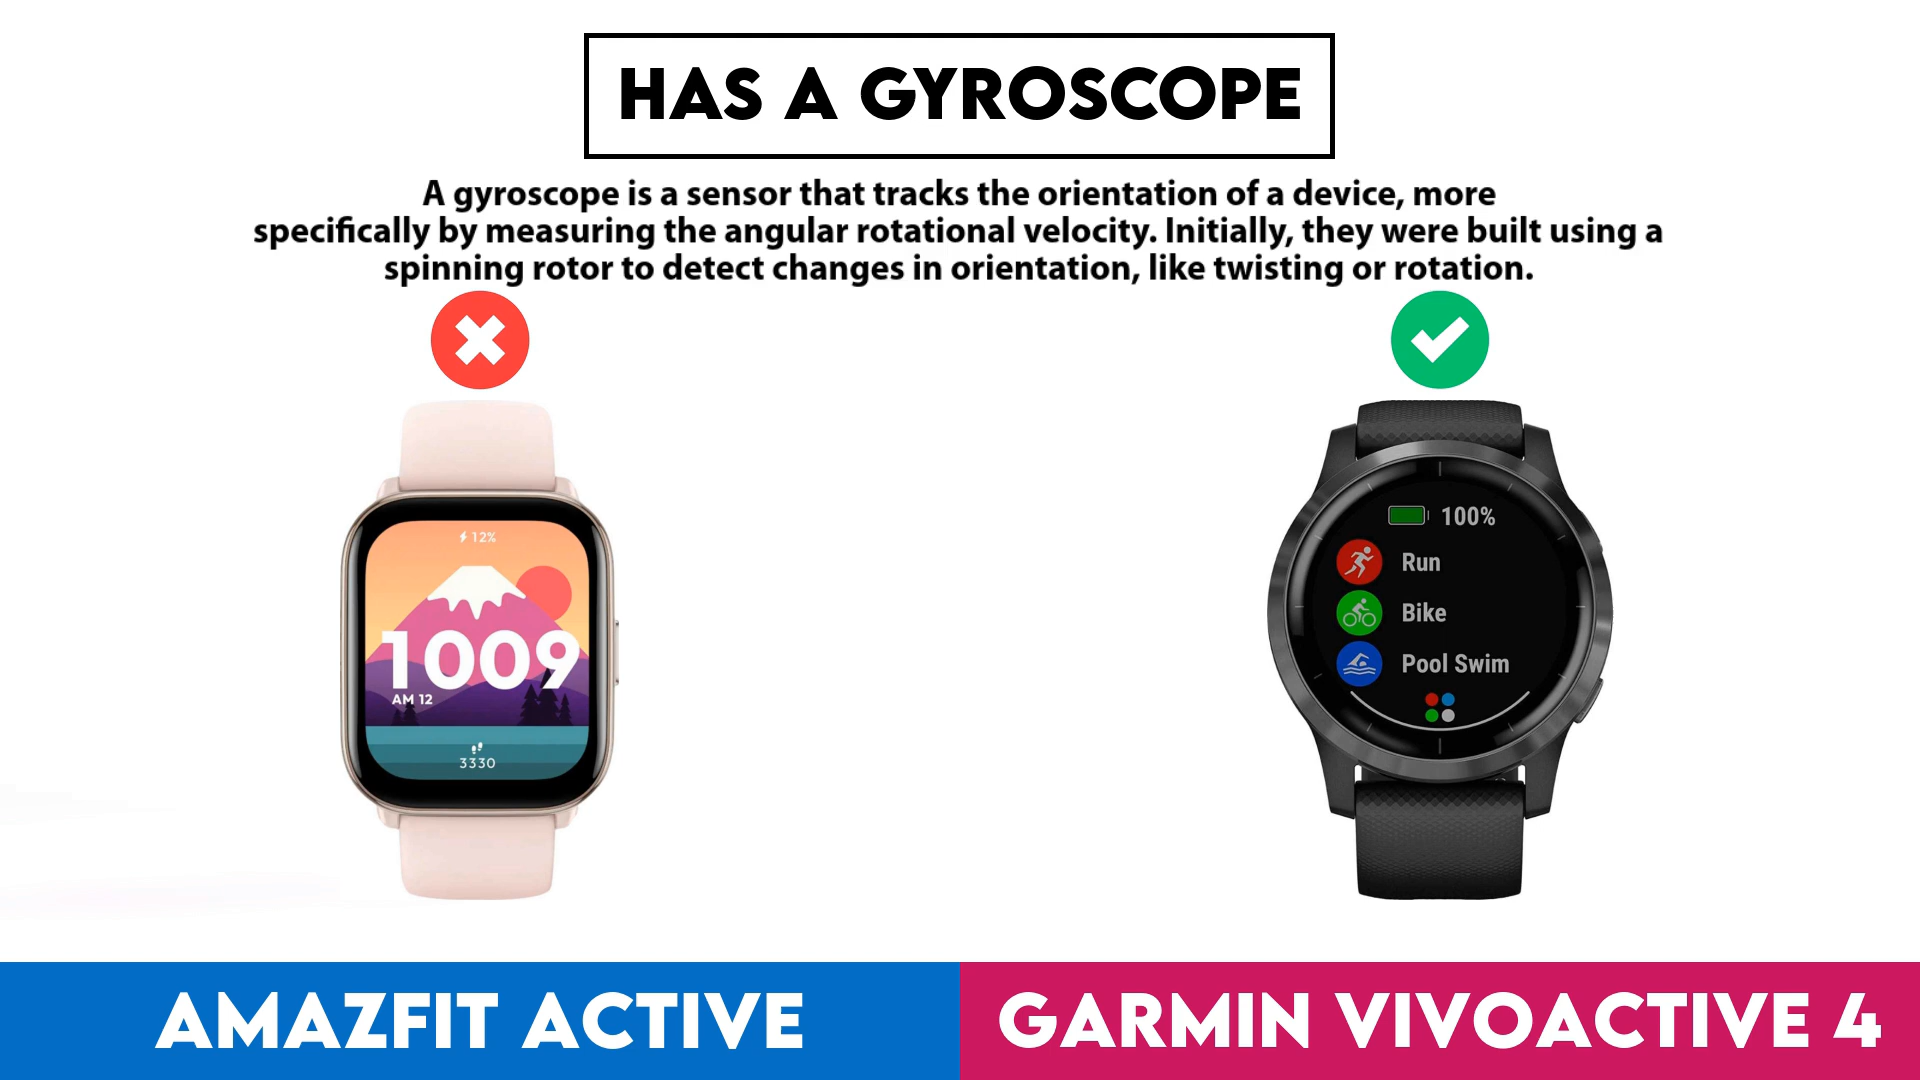 HAS A GYROSCOPE
A gyroscope is a sensor that tracks the orientation of a device, more
specifically by measuring the angular rotational velocity. Initially, they were built using a
spinning rotor to detect changes in orientation, like twisting or rotation.
12%
1009
AM 12
3330
100%
Run
Bike
Pool Swim
AMAZFIT ACTIVE
GARMIN VIVOACTIVE 4